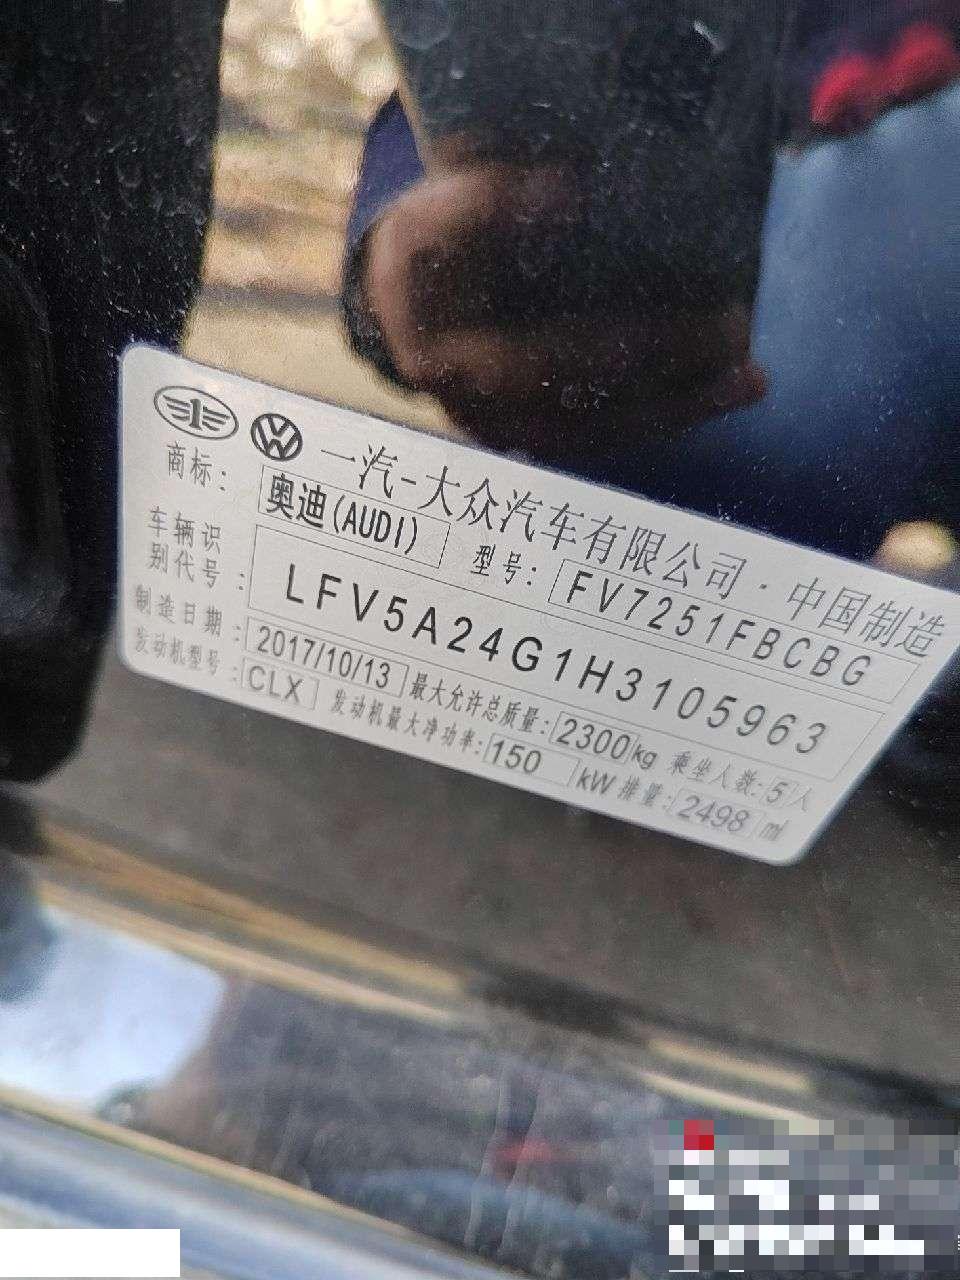 一汽-大众汽车有限公司·中国制造
商标: 奥迪(AUDI) 型号: FV7251FBCBG
车辆识别代号: LFV5A24G1H3105963
制造日期: 2017/10/13 最大允许总质量: 2300kg 乘坐人数: 5人
发动机型号: CLX 发动机最大净功率: 150 kW 排量: 2498 ml